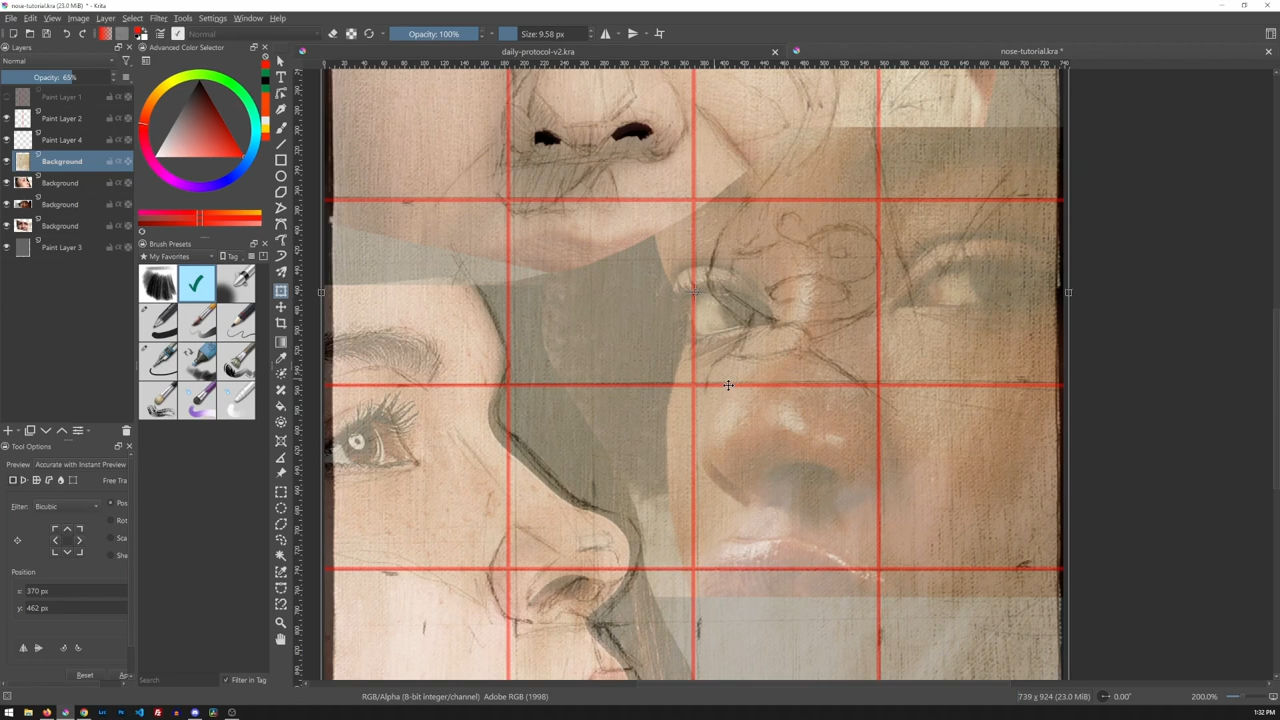 nose-tutorial.kra (23.0 MiB) * - Krita
File Edit View Image Layer Select Filter Tools Settings Window Help
Normal Opacity: 100% Size: 9.58 px
Layers Advanced Color Selector daily-protocol-v2.kra nose-tutorial.kra *
Normal
Opacity: 65%
Paint Layer 1
Paint Layer 2
Paint Layer 4
Background
Background
Background
Background
Paint Layer 3
Brush Presets
My Favorites Tag
Tool Options
Preview Accurate with Instant Preview
Free Tra
Filter: Bicubic Pos
Rot
Sca
She
Position
x: 370 px
y: 462 px
Reset Ap
Search Filter in Tag
RGB/Alpha (8-bit integer/channel) Adobe RGB (1998) 739 x 924 (23.0 MiB) 0.00° 200.0%
1:32 PM